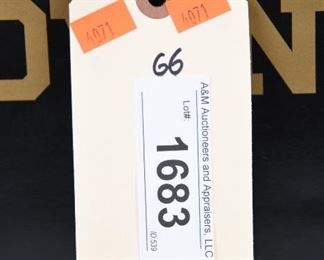 4071
4071
66
A&M Auctioneers and Appraisers, LLC
Lot#:
1683
ID:539